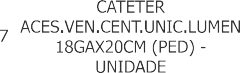 CATETER
7 ACES.VEN.CENT.UNIC.LUMEN
18GAX20CM (PED) -
UNIDADE